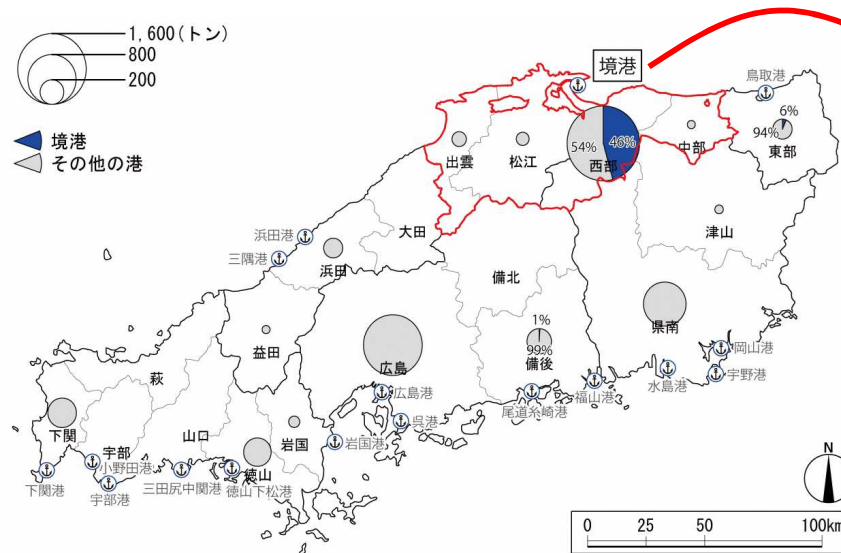 1,600(トン)
800
200
境港
その他の港
境港
鳥取港
6%
94%
東部
中部
46%
54%
西部
出雲
松江
津山
浜田港
大田
三隅港
浜田
備北
県南
1%
99%
備後
益田
広島
岡山港
宇野港
水島港
福山港
尾道糸崎港
広島港
呉港
萩
下関
山口
岩国
岩国港
宇部
小野田港
徳山
下関港
宇部港
三田尻中関港
徳山下松港
N
0 25 50 100km